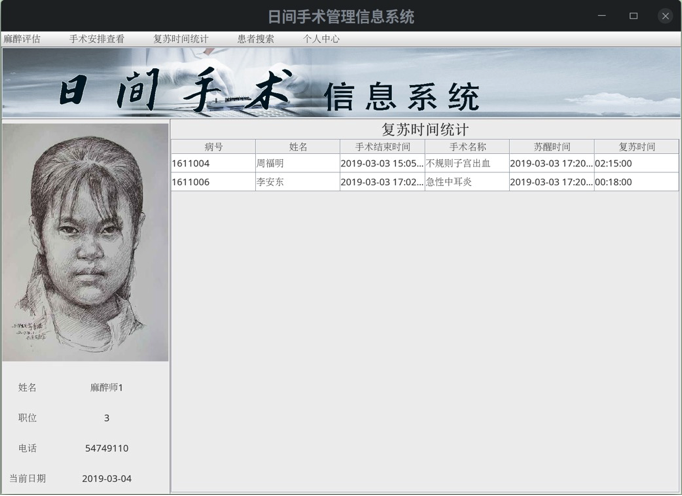 日间手术管理信息系统
麻醉评估 手术安排查看 复苏时间统计 患者搜索 个人中心
日间手术 信息系统
复苏时间统计
病号 姓名 手术结束时间 手术名称 苏醒时间 复苏时间
1611004 周福明 2019-03-03 15:05... 不规则子宫出血 2019-03-03 17:20... 02:15:00
1611006 李安东 2019-03-03 17:02... 急性中耳炎 2019-03-03 17:20... 00:18:00
姓名 麻醉师1
职位 3
电话 54749110
当前日期 2019-03-04